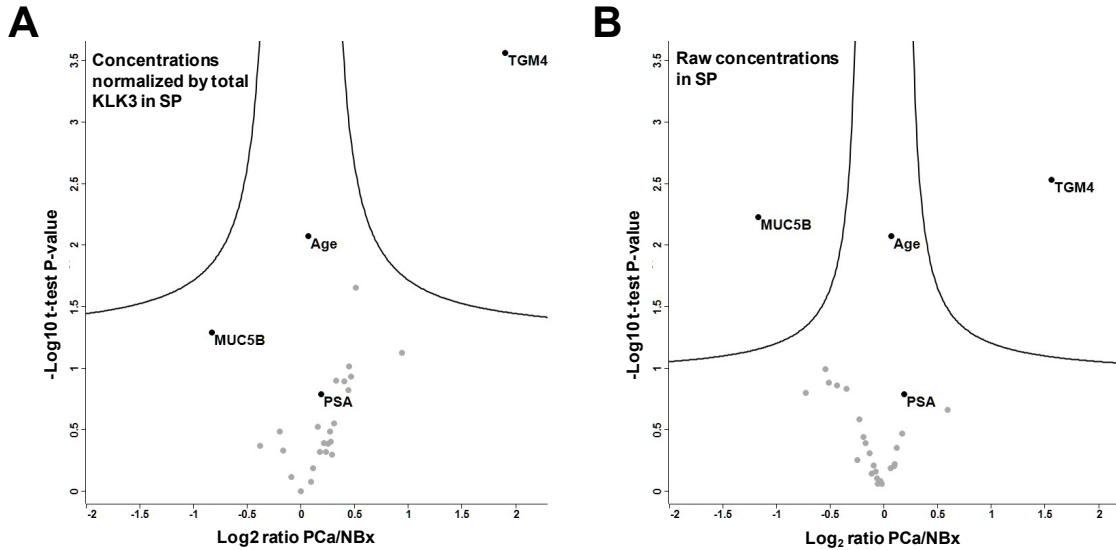 A
Concentrations
normalized by total
KLK3 in SP
TGM4
Age
MUC5B
PSA
-Log10 t-test P-value
0
0.5
1
1.5
2
2.5
3
3.5
-2
-1.5
-1
-0.5
0
0.5
1
1.5
2
Log2 ratio PCa/NBx
B
Raw concentrations
in SP
TGM4
MUC5B
Age
PSA
-Log10 t-test P-value
0
0.5
1
1.5
2
2.5
3
3.5
-2
-1.5
-1
-0.5
0
0.5
1
1.5
2
Log₂ ratio PCa/NBx